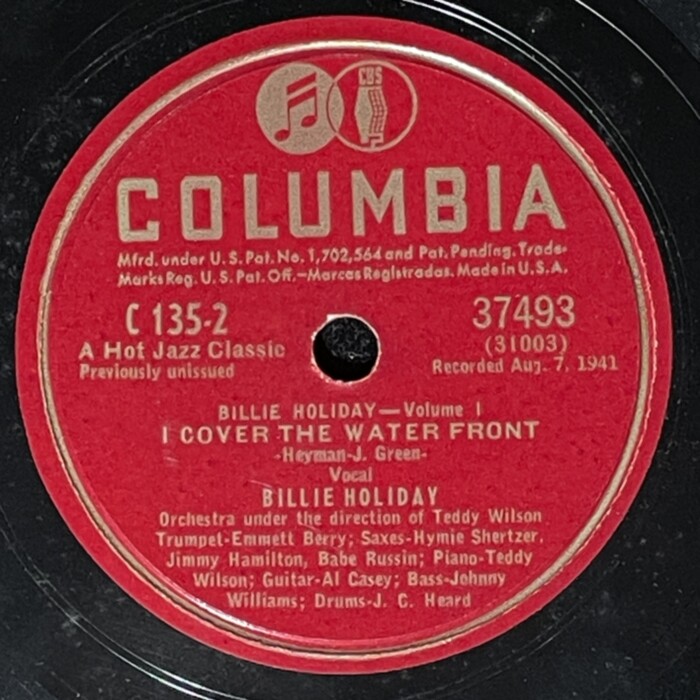 CBS
COLUMBIA
Mfrd. under U.S. Pat. No. 1,702,564 and Pat. Pending. Trade-
Marks Reg. U.S. Pat. Off.—Marcas Registradas. Made in U.S.A.
C 135-2
A Hot Jazz Classic
Previously unissued
37493
(31003)
Recorded Aug. 7, 1941
BILLIE HOLIDAY—Volume 1
I COVER THE WATER FRONT
-Heyman-J. Green-
Vocal
BILLIE HOLIDAY
Orchestra under the direction of Teddy Wilson
Trumpet-Emmett Berry; Saxes-Hymie Shertzer,
Jimmy Hamilton, Babe Russin; Piano-Teddy
Wilson; Guitar-Al Casey; Bass-Johnny
Williams; Drums-J. C. Heard